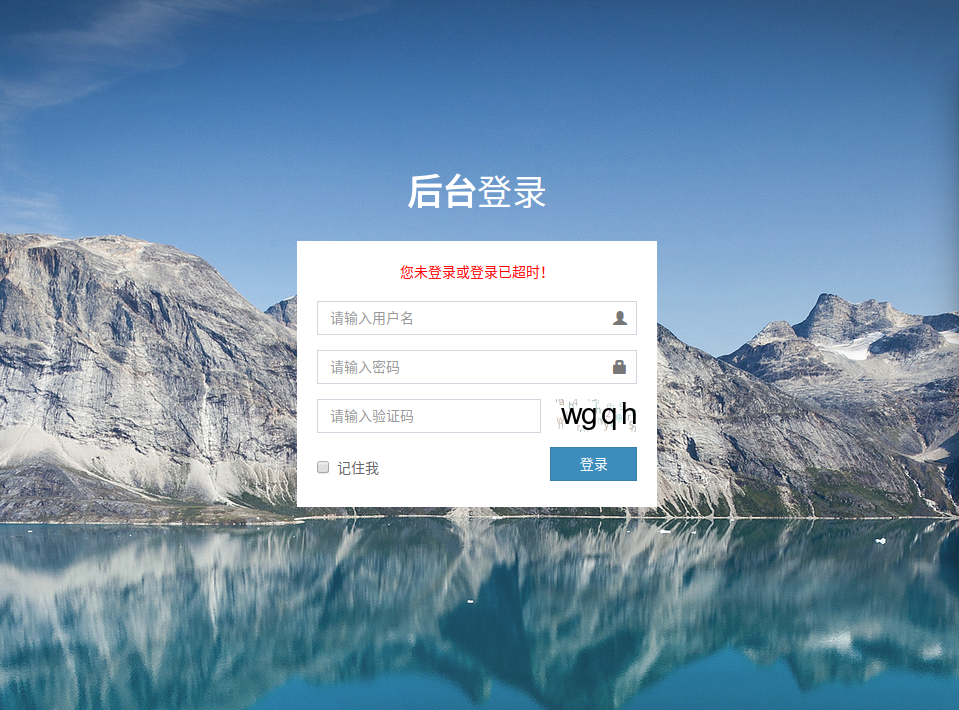 后台登录
您未登录或登录已超时！
请输入用户名
请输入密码
请输入验证码 wgqh
记住我 登录